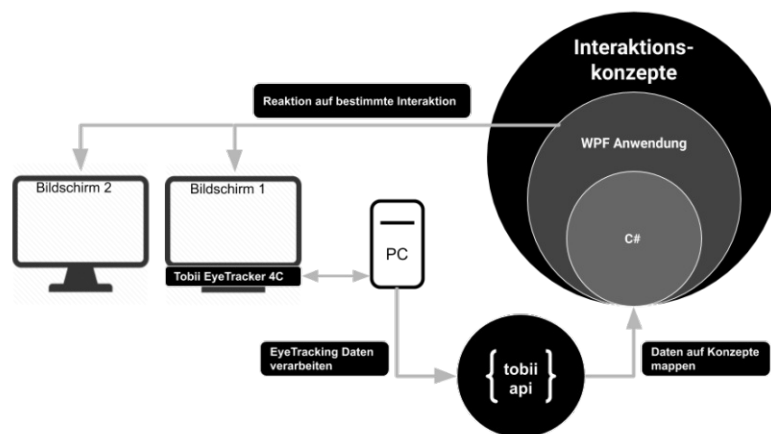 Interaktions-
konzepte
Reaktion auf bestimmte Interaktion
WPF Anwendung
Bildschirm 2
Bildschirm 1
C#
PC
Tobii EyeTracker 4C
EyeTracking Daten
verarbeiten
{ tobii
api }
Daten auf Konzepte
mappen